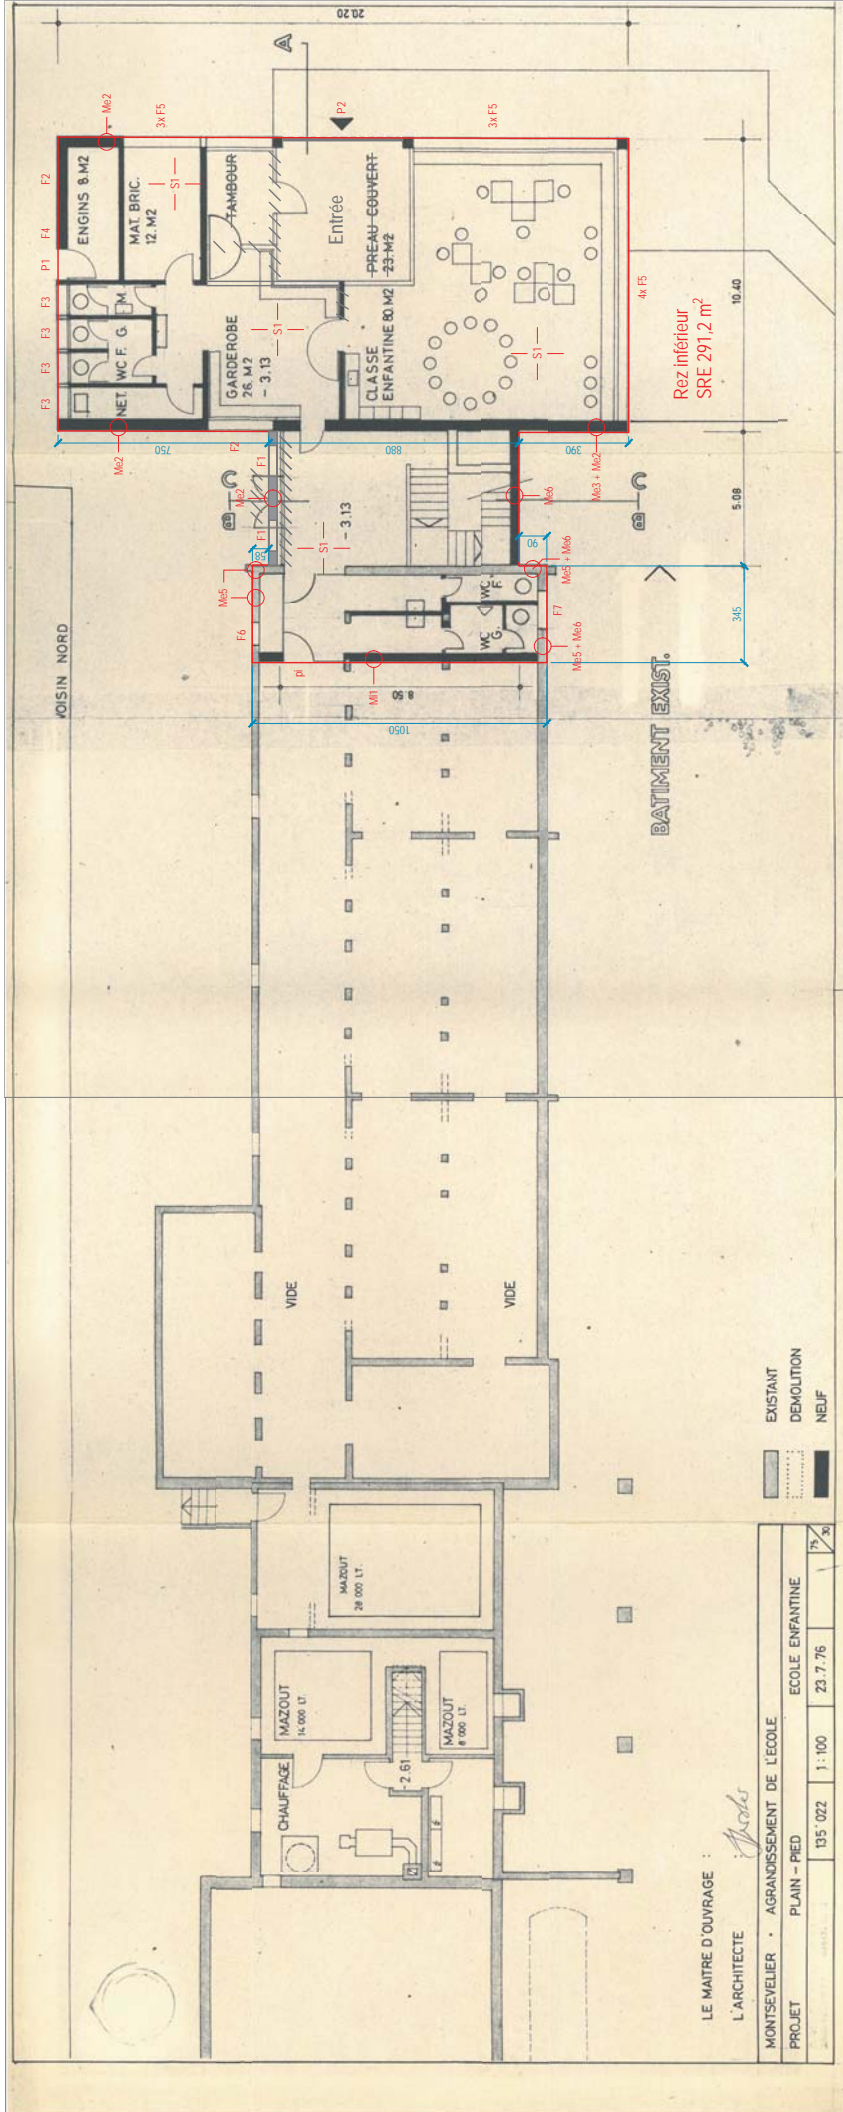 20.20
A
Me2
3x F5
P2
3x F5
F2
F4
P1
F3
F3
F3
F3
ENGINS 8.M2
MAT. BRIC.
12.M2
S1
TAMBOUR
Entrée
PREAU COUVERT
23.M2
M.
G.
WC F.
NET.
GARDEROBE
26.M2
- 3.13
S1
CLASSE
ENFANTINE 80.M2
S1
4x F5
10.40
Rez inférieur
SRE 291,2 m²
Me2
750
F2
880
390
Me3 + Me2
F1
Me2
F1
B
C
- 3.13
S1
Me6
B
C
5.08
58
90
Me5
Me5 + Me6
F6
WC
F.
WC
G.
F7
Me5 + Me6
345
pi
Mi1
8.50
1050
VOISIN NORD
BATIMENT EXIST.
VIDE
VIDE
MAZOUT
28 000 LT.
MAZOUT
14 000 LT.
MAZOUT
8 000 LT.
- 2.61
CHAUFFAGE
EXISTANT
DEMOLITION
NEUF
LE MAITRE D'OUVRAGE :
L'ARCHITECTE :
MONTSEVELIER · AGRANDISSEMENT DE L'ECOLE
PROJET PLAIN - PIED ECOLE ENFANTINE
135'022 1:100 23.7.76 75/30